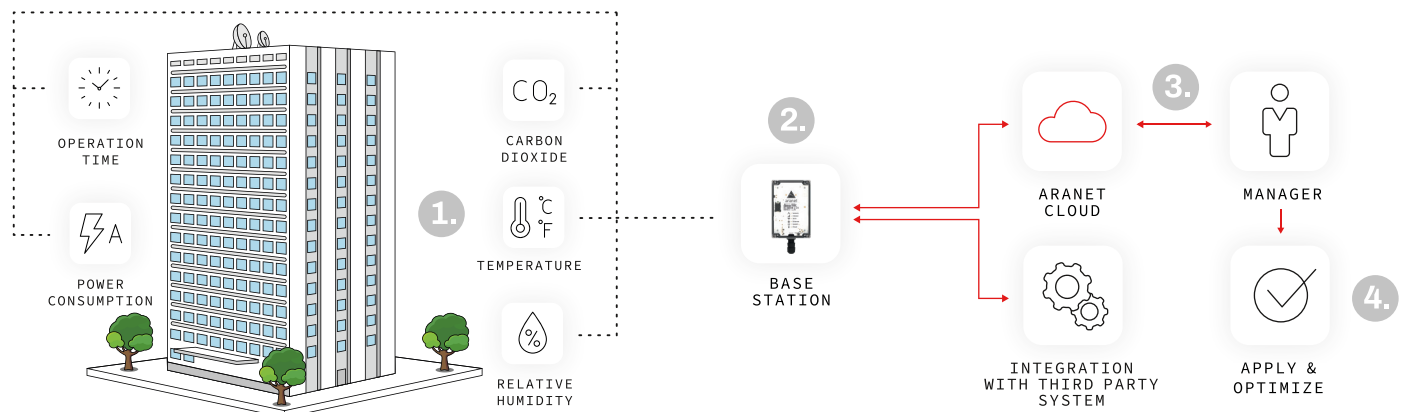 OPERATION
TIME
A
POWER
CONSUMPTION
1.
CO₂
CARBON
DIOXIDE
°C
°F
TEMPERATURE
%
RELATIVE
HUMIDITY
2.
BASE
STATION
ARANET
CLOUD
3.
MANAGER
INTEGRATION
WITH THIRD PARTY
SYSTEM
4.
APPLY &
OPTIMIZE